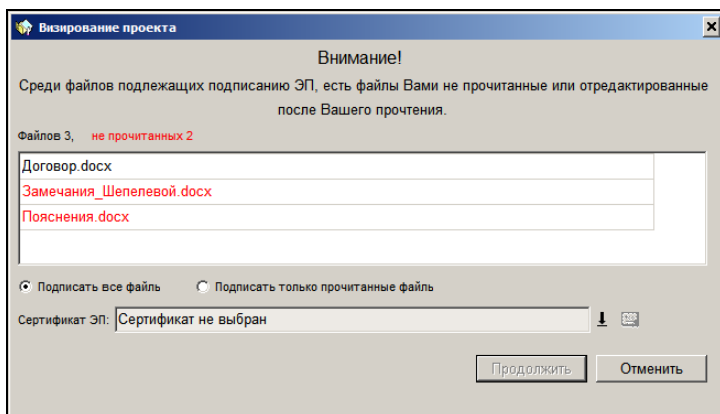 Визирование проекта
Внимание!
Среди файлов подлежащих подписанию ЭП, есть файлы Вами не прочитанные или отредактированные
после Вашего прочтения.
Файлов 3, не прочитанных 2
Договор.docx
Замечания_Шепелевой.docx
Пояснения.docx
Подписать все файлы Подписать только прочитанные файлы
Сертификат ЭП: Сертификат не выбран
Продолжить Отменить